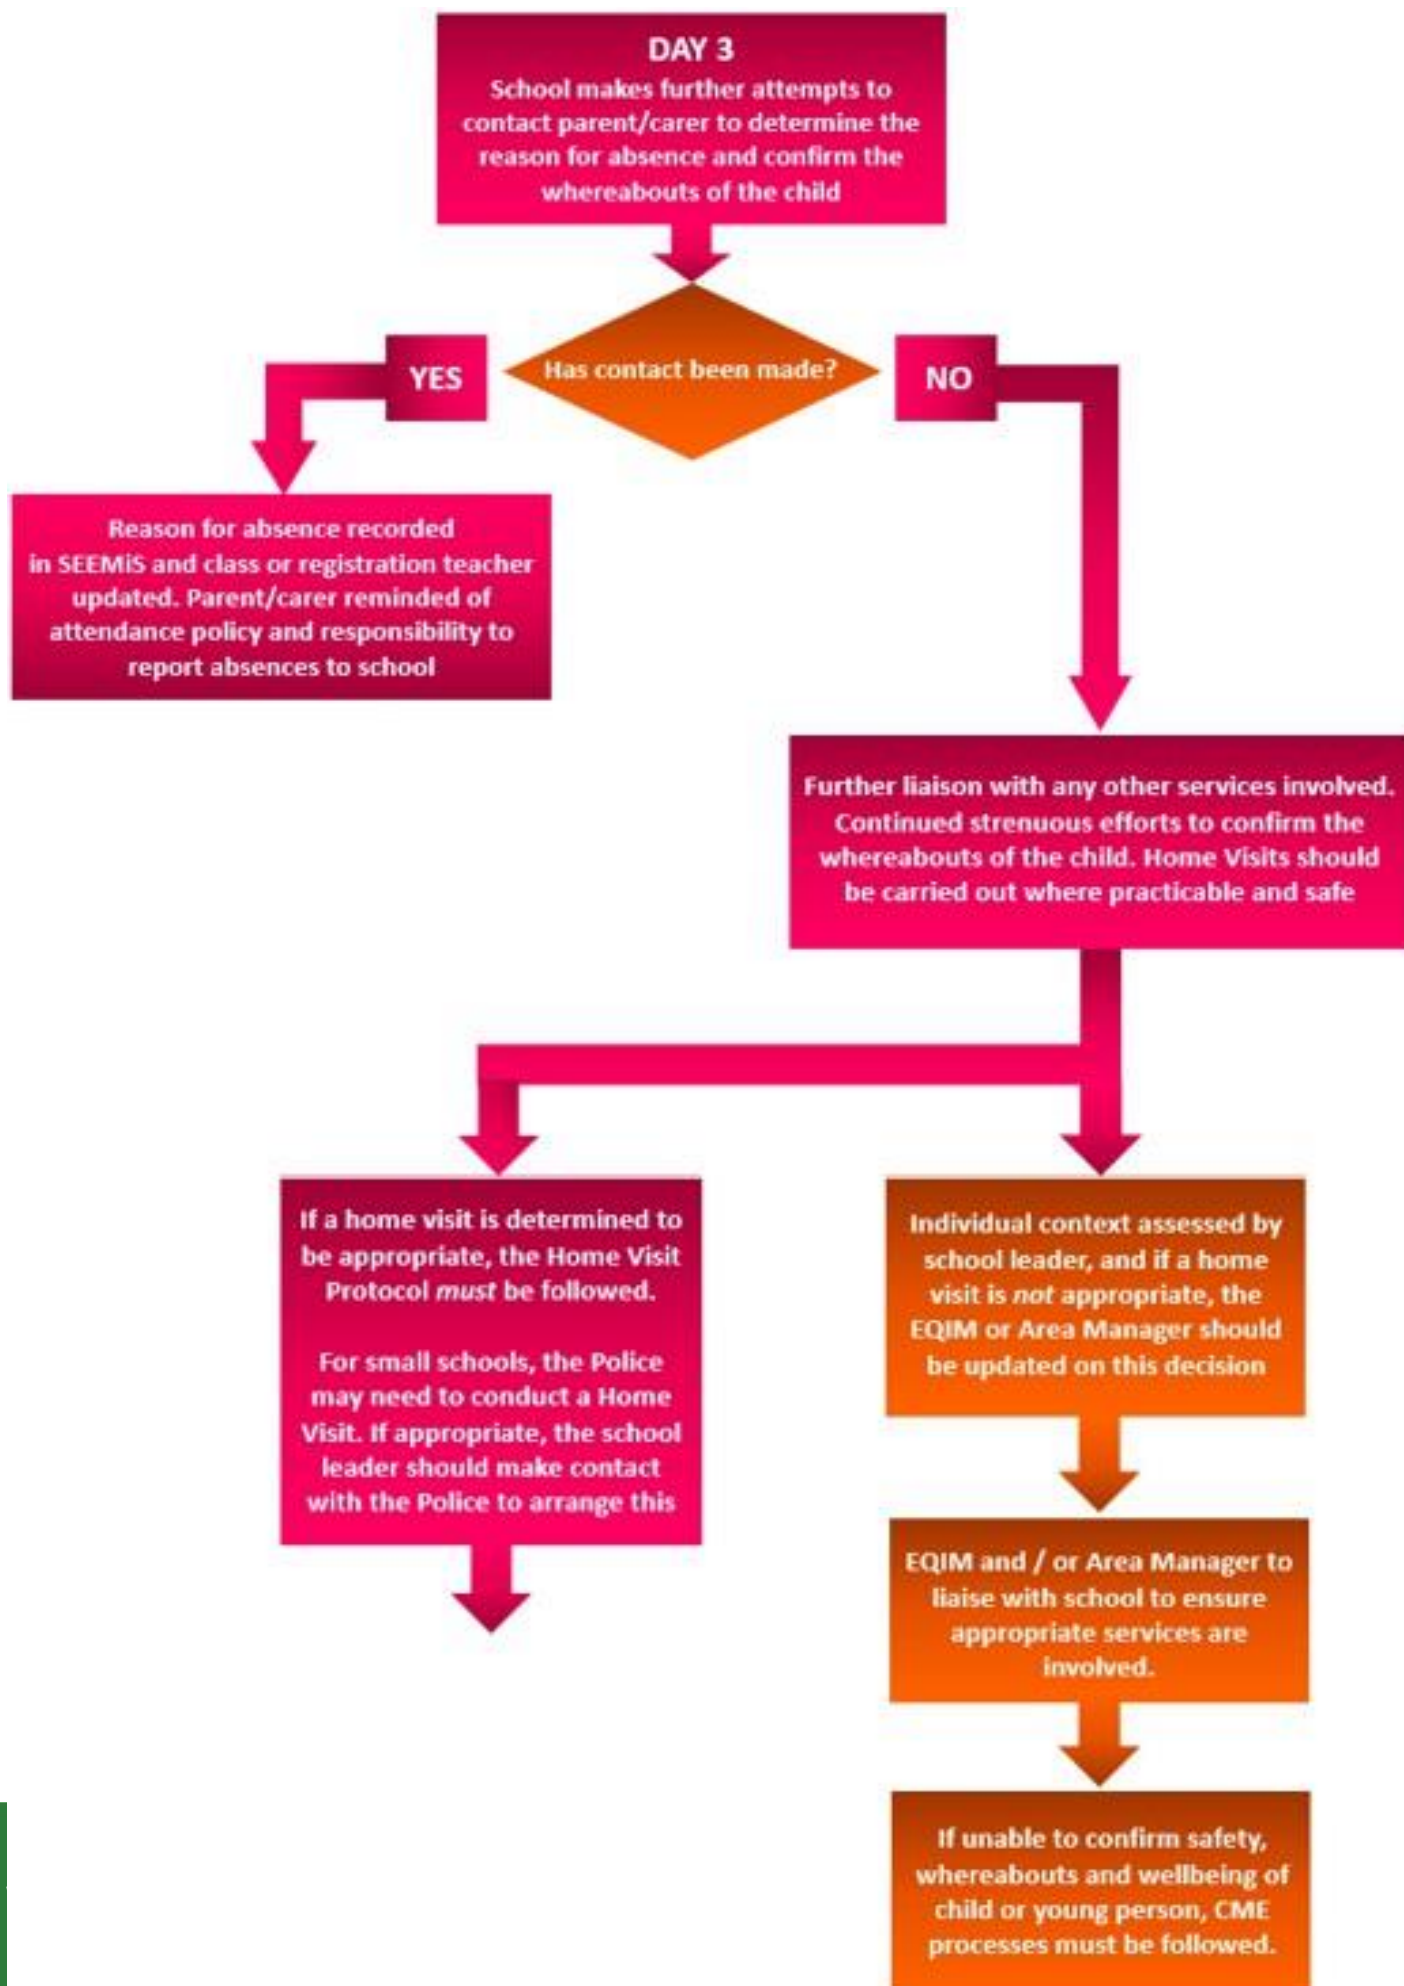 DAY 3
School makes further attempts to
contact parent/carer to determine the
reason for absence and confirm the
whereabouts of the child
Has contact been made?
YES
NO
Reason for absence recorded
in SEEMiS and class or registration teacher
updated. Parent/carer reminded of
attendance policy and responsibility to
report absences to school
Further liaison with any other services involved.
Continued strenuous efforts to confirm the
whereabouts of the child. Home Visits should
be carried out where practicable and safe
If a home visit is determined to
be appropriate, the Home Visit
Protocol must be followed.
For small schools, the Police
may need to conduct a Home
Visit. If appropriate, the school
leader should make contact
with the Police to arrange this
Individual context assessed by
school leader, and if a home
visit is not appropriate, the
EQIM or Area Manager should
be updated on this decision
EQIM and / or Area Manager to
liaise with school to ensure
appropriate services are
involved.
If unable to confirm safety,
whereabouts and wellbeing of
child or young person, CME
processes must be followed.